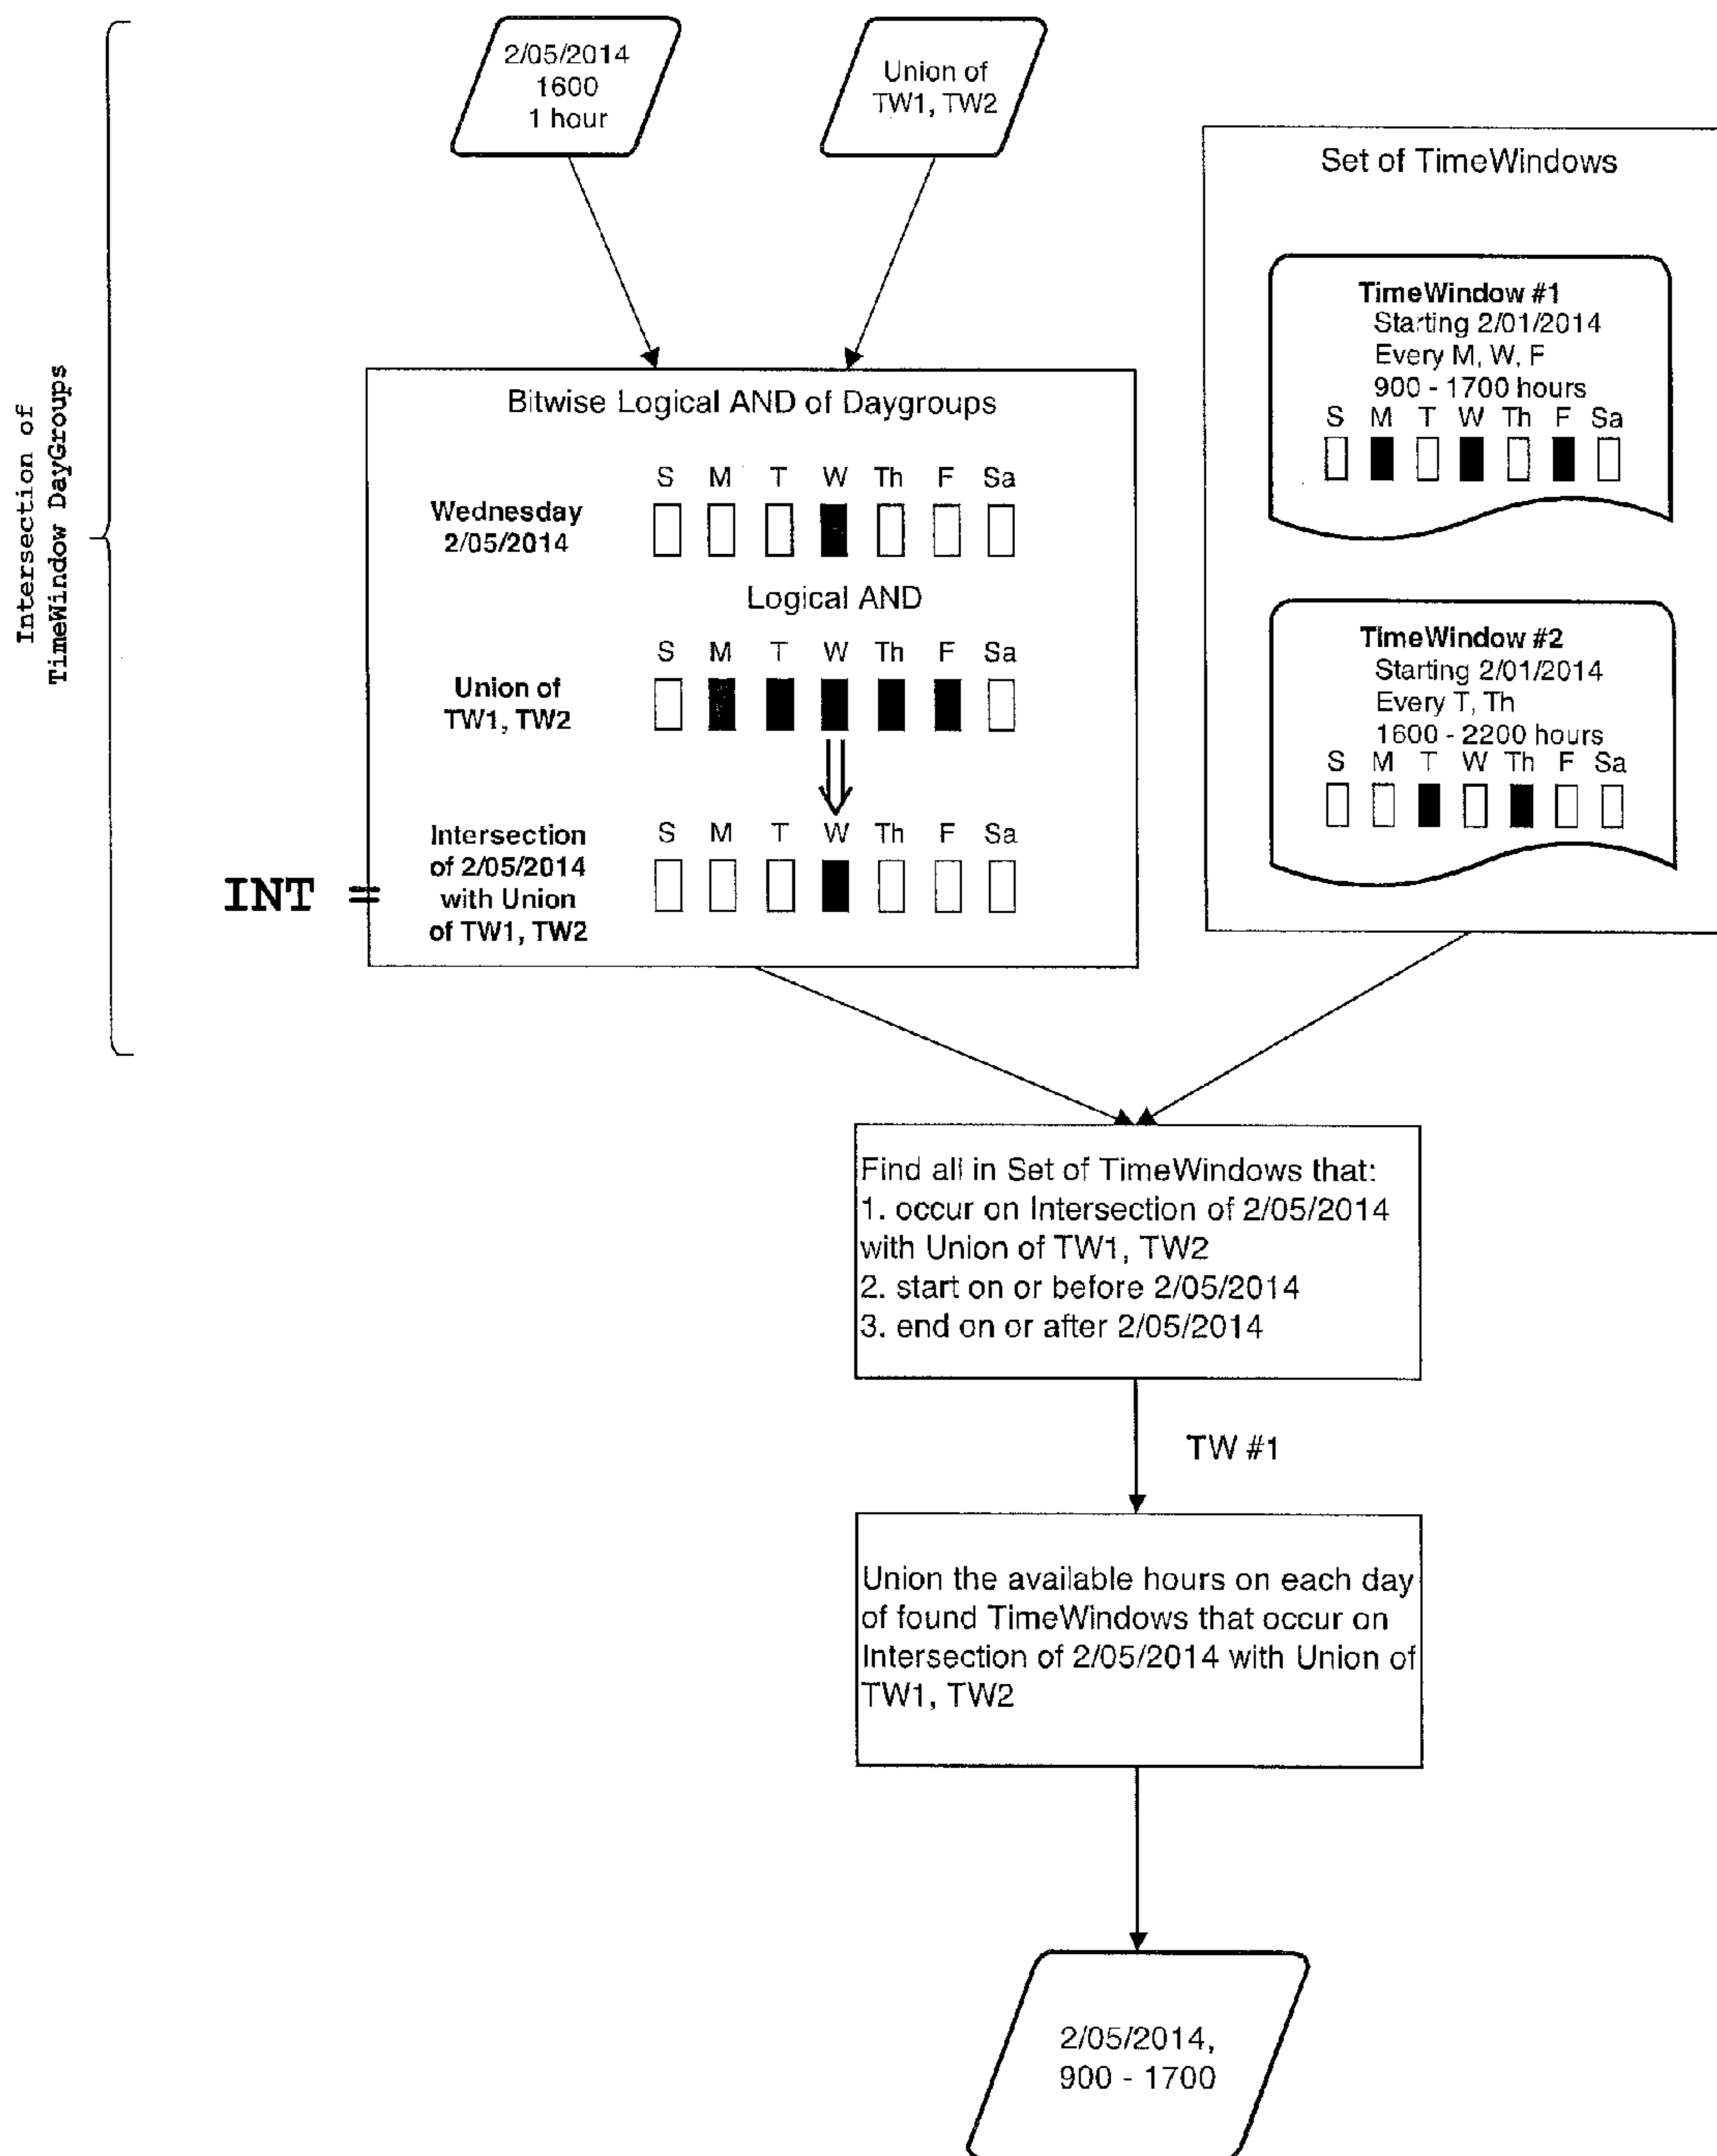 Intersection of
TimeWindow DayGroups
2/05/2014
1600
1 hour
Union of
TW1, TW2
Bitwise Logical AND of Daygroups
S M T W Th F Sa
Wednesday
2/05/2014
Logical AND
S M T W Th F Sa
Union of
TW1, TW2
S M T W Th F Sa
Intersection
of 2/05/2014
with Union
of TW1, TW2
INT =
Set of TimeWindows
TimeWindow #1
Starting 2/01/2014
Every M, W, F
900 - 1700 hours
S M T W Th F Sa
TimeWindow #2
Starting 2/01/2014
Every T, Th
1600 - 2200 hours
S M T W Th F Sa
Find all in Set of TimeWindows that:
1. occur on Intersection of 2/05/2014
with Union of TW1, TW2
2. start on or before 2/05/2014
3. end on or after 2/05/2014
TW #1
Union the available hours on each day
of found TimeWindows that occur on
Intersection of 2/05/2014 with Union of
TW1, TW2
2/05/2014,
900 - 1700